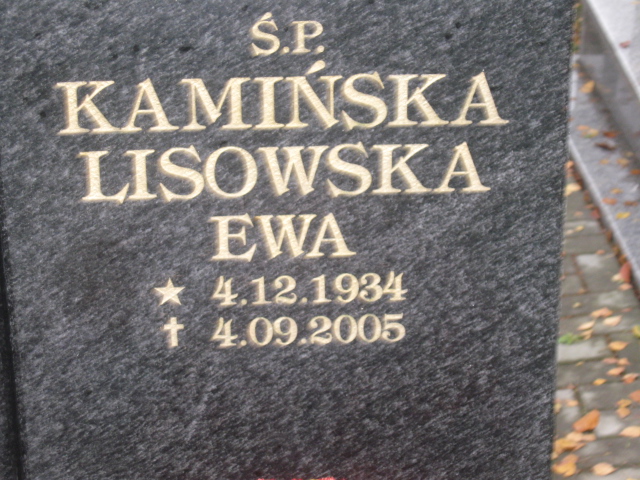 Ś.P.
KAMIŃSKA
LISOWSKA
EWA
★ 4.12.1934
✝ 4.09.2005